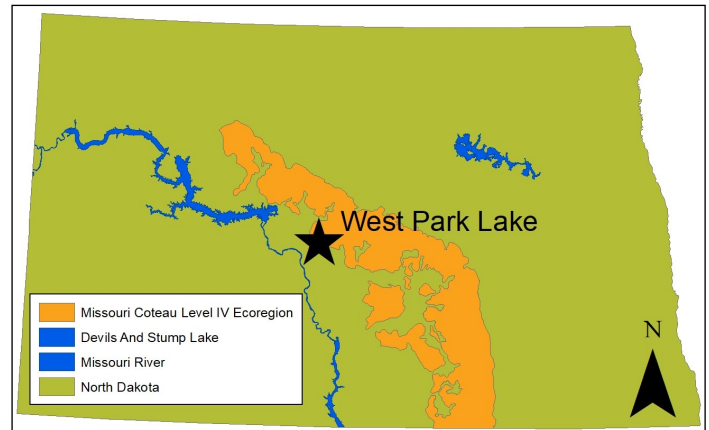 West Park Lake
Missouri Coteau Level IV Ecoregion
Devils And Stump Lake
Missouri River
North Dakota
N